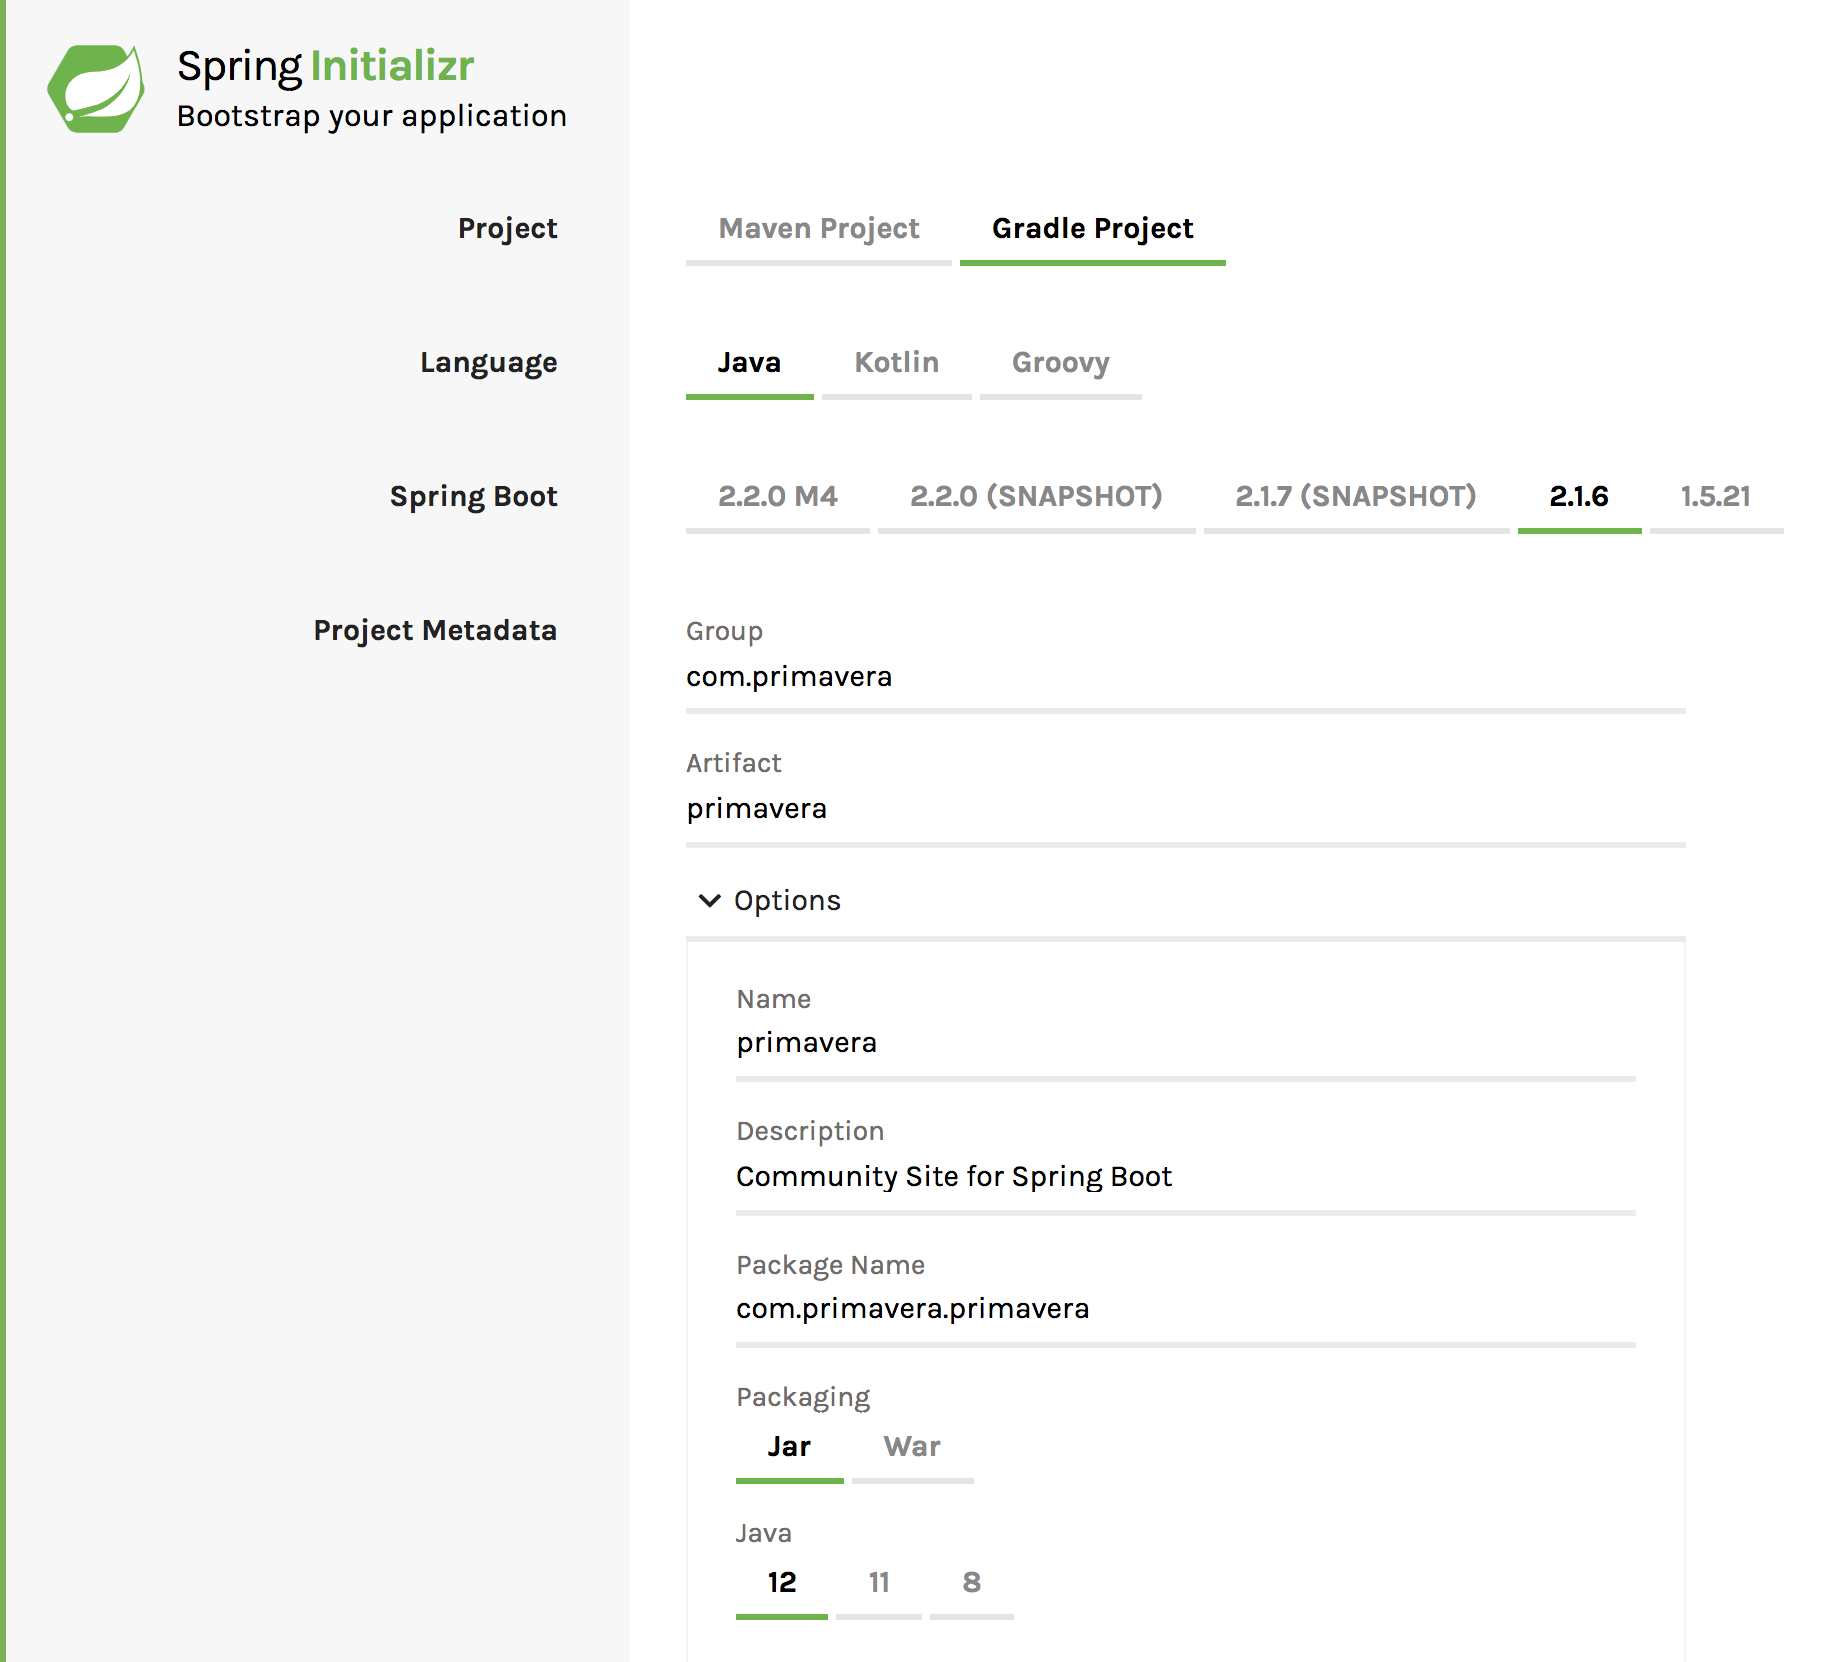 Spring Initializr
Bootstrap your application
Project
Maven Project Gradle Project
Language
Java Kotlin Groovy
Spring Boot
2.2.0 M4 2.2.0 (SNAPSHOT) 2.1.7 (SNAPSHOT) 2.1.6 1.5.21
Project Metadata
Group
com.primavera
Artifact
primavera
Options
Name
primavera
Description
Community Site for Spring Boot
Package Name
com.primavera.primavera
Packaging
Jar War
Java
12 11 8